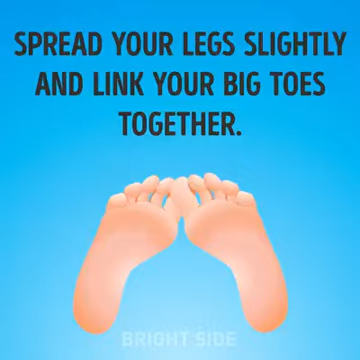 SPREAD YOUR LEGS SLIGHTLY
AND LINK YOUR BIG TOES
TOGETHER.
BRIGHT SIDE